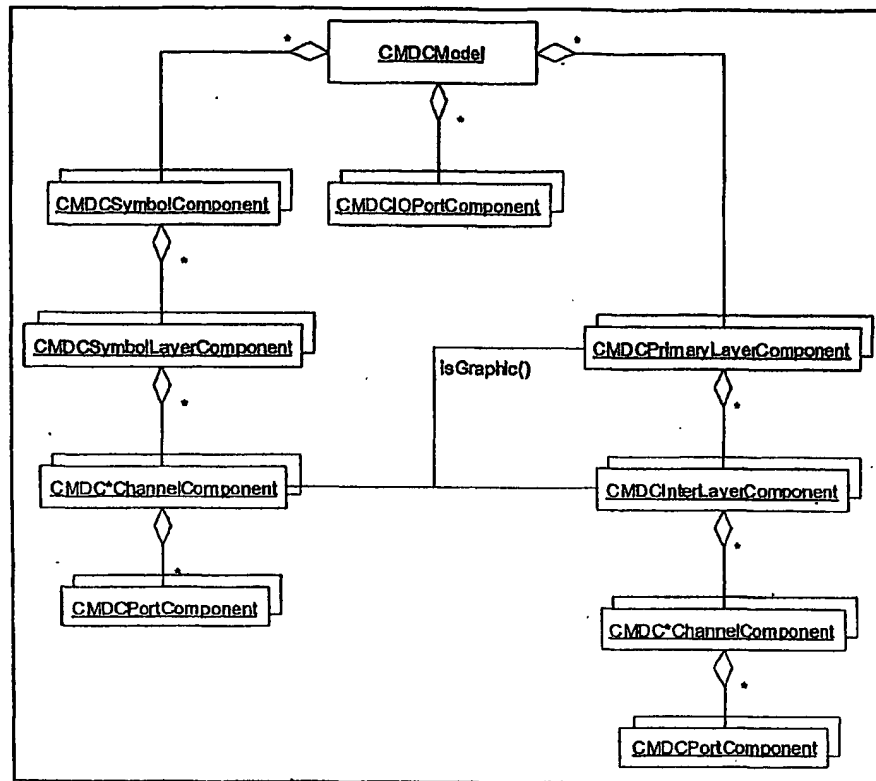 *
CMDCModel
*
*
CMDCSymbolComponent
CMDCIOPortComponent
*
CMDCSymbolLayerComponent
CMDCPrimaryLayerComponent
isGraphic()
*
*
CMDC*ChannelComponent
CMDCInterLayerComponent
*
*
CMDCPortComponent
CMDC*ChannelComponent
*
CMDCPortComponent